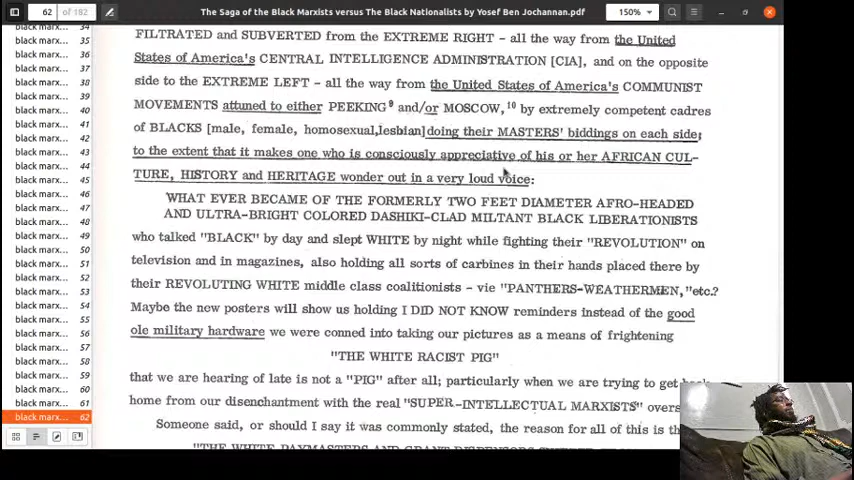 62 of 182
The Saga of the Black Marxists versus The Black Nationalists by Yosef Ben Jochannan.pdf
150%
black marx... 34
black marx... 35
black marx... 36
black marx... 37
black marx... 38
black marx... 39
black marx... 40
black marx... 41
black marx... 42
black marx... 43
black marx... 44
black marx... 45
black marx... 46
black marx... 47
black marx... 48
black marx... 49
black marx... 50
black marx... 51
black marx... 52
black marx... 53
black marx... 54
black marx... 55
black marx... 56
black marx... 57
black marx... 58
black marx... 59
black marx... 60
black marx... 61
black marx... 62
FILTRATED and SUBVERTED from the EXTREME RIGHT - all the way from the United
States of America's CENTRAL INTELLIGENCE ADMINISTRATION [CIA], and on the opposite
side to the EXTREME LEFT - all the way from the United States of America's COMMUNIST
MOVEMENTS attuned to either PEEKING⁹ and/or MOSCOW,¹⁰ by extremely competent cadres
of BLACKS [male, female, homosexual,lesbian]doing their MASTERS' biddings on each side;
to the extent that it makes one who is consciously appreciative of his or her AFRICAN CUL-
TURE, HISTORY and HERITAGE wonder out in a very loud voice:
WHAT EVER BECAME OF THE FORMERLY TWO FEET DIAMETER AFRO-HEADED
AND ULTRA-BRIGHT COLORED DASHIKI-CLAD MILTANT BLACK LIBERATIONISTS
who talked "BLACK" by day and slept WHITE by night while fighting their "REVOLUTION" on
television and in magazines, also holding all sorts of carbines in their hands placed there by
their REVOLUTING WHITE middle class coalitionists - vie "PANTHERS-WEATHERMEN, "etc.?
Maybe the new posters will show us holding I DID NOT KNOW reminders instead of the good
ole military hardware we were conned into taking our pictures as a means of frightening
"THE WHITE RACIST PIG"
that we are hearing of late is not a "PIG" after all; particularly when we are trying to get back
home from our disenchantment with the real "SUPER-INTELLECTUAL MARXISTS" overs
Someone said, or should I say it was commonly stated, the reason for all of this is th
"THE WHITE PAYMASTERS AND GRANT DISPENSORS